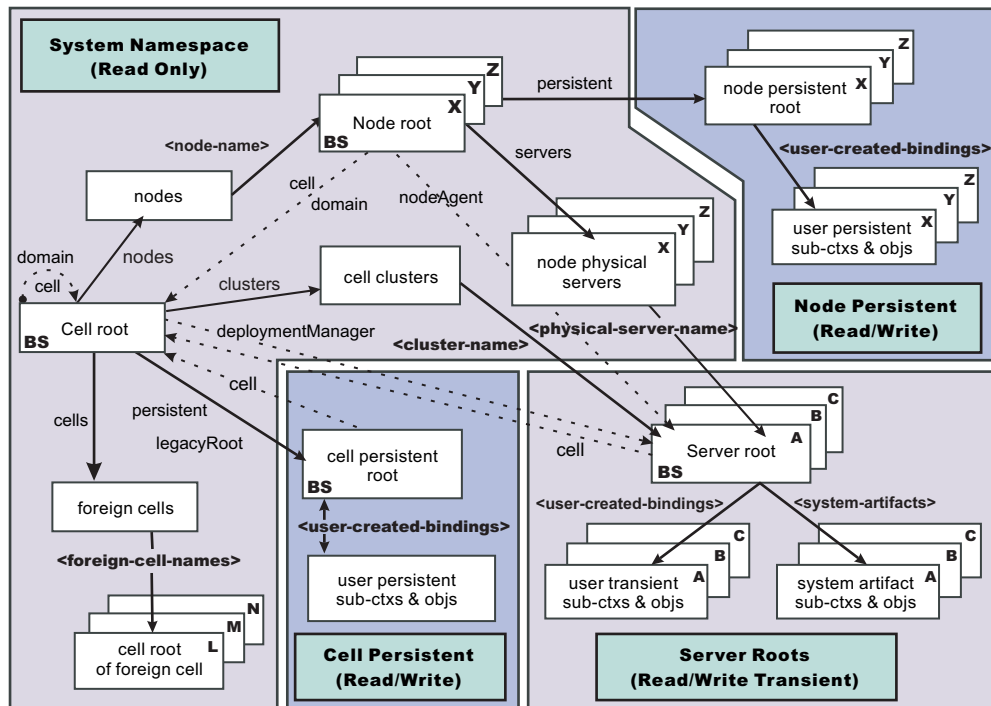 System Namespace
(Read Only)
Z
Y
X
Node root
BS
persistent
Z
Y
X
node persistent
root
<user-created-bindings>
Z
Y
X
user persistent
sub-ctxs & objs
Node Persistent
(Read/Write)
<node-name>
nodes
nodes
cell
domain
nodeAgent
servers
Z
Y
X
node physical
servers
<physical-server-name>
domain
cell
Cell root
BS
clusters
cell clusters
deploymentManager
<cluster-name>
cells
persistent
legacyRoot
cell
cell
foreign cells
<foreign-cell-names>
N
M
L
cell root
of foreign cell
cell persistent
root
BS
<user-created-bindings>
user persistent
sub-ctxs & objs
Cell Persistent
(Read/Write)
C
B
A
Server root
BS
<user-created-bindings>
<system-artifacts>
C
B
A
user transient
sub-ctxs & objs
C
B
A
system artifact
sub-ctxs & objs
Server Roots
(Read/Write Transient)